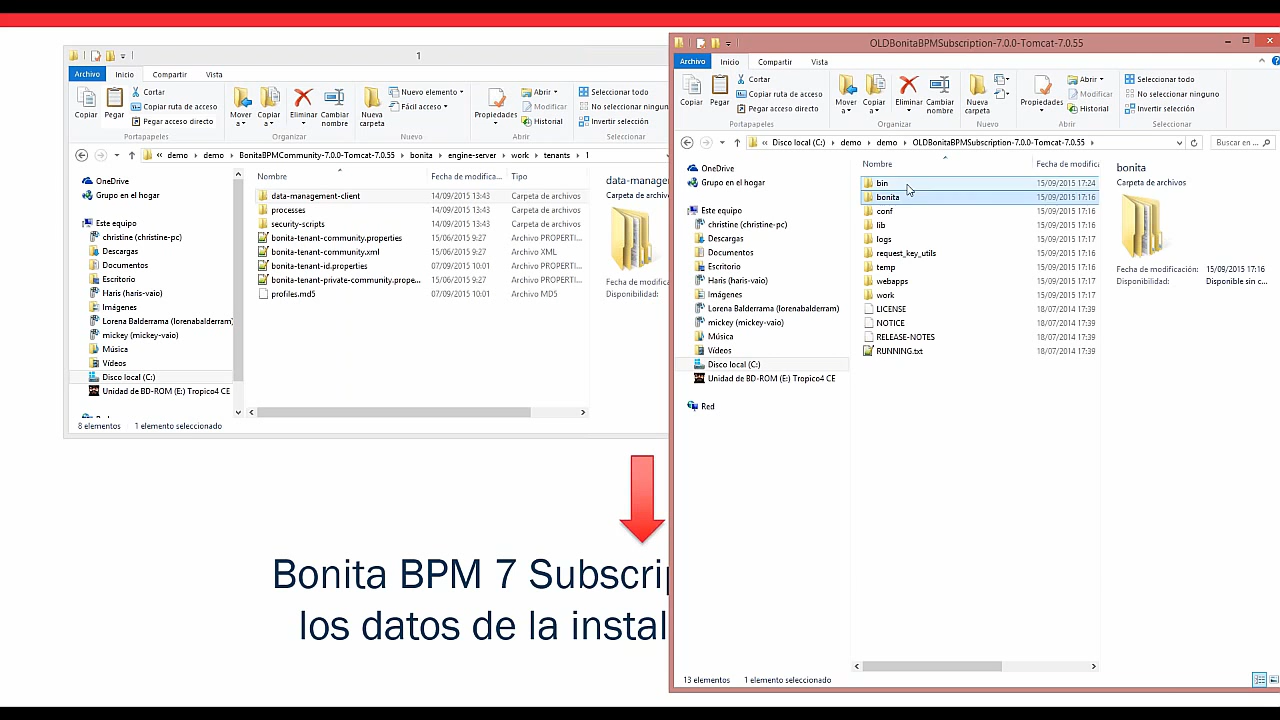 1
Archivo Inicio Compartir Vista
Copiar
Pegar
Cortar
Copiar ruta de acceso
Pegar acceso directo
Portapapeles
Mover a
Copiar a
Eliminar
Cambiar nombre
Organizar
Nueva carpeta
Nuevo elemento
Fácil acceso
Nuevo
Propiedades
Abrir
Modificar
Historial
Abrir
Seleccionar todo
No seleccionar ningun
Invertir selección
Seleccionar
« demo demo BonitaBPMCommunity-7.0.0-Tomcat-7.0.55 bonita engine-server work tenants 1
OneDrive
Grupo en el hogar
Este equipo
christine (christine-pc)
Descargas
Documentos
Escritorio
Haris (haris-vaio)
Imágenes
Lorena Balderrama (lorenabalderram)
mickey (mickey-vaio)
Música
Vídeos
Disco local (C:)
Unidad de BD-ROM (E:) Tropico4 CE
Nombre Fecha de modifica... Tipo
data-management-client 14/09/2015 13:43 Carpeta de archivos
processes 14/09/2015 13:43 Carpeta de archivos
security-scripts 14/09/2015 13:43 Carpeta de archivos
bonita-tenant-community.properties 15/06/2015 9:27 Archivo PROPERTI...
bonita-tenant-community.xml 15/06/2015 9:27 Archivo XML
bonita-tenant-id.properties 07/09/2015 10:01 Archivo PROPERTI...
bonita-tenant-private-community.prope... 15/06/2015 9:27 Archivo PROPERTI...
profiles.md5 07/09/2015 10:01 Archivo MD5
data-manage
Carpeta de archivo
Fecha de modificac
Disponibilidad:
8 elementos 1 elemento seleccionado
OLDBonitaBPMSubscription-7.0.0-Tomcat-7.0.55
Archivo Inicio Compartir Vista
Copiar
Pegar
Cortar
Copiar ruta de acceso
Pegar acceso directo
Portapapeles
Mover a
Copiar a
Eliminar
Cambiar nombre
Organizar
Nueva carpeta
Nuevo
Propiedades
Abrir
Modificar
Historial
Abrir
Seleccionar todo
No seleccionar ninguno
Invertir selección
Seleccionar
« Disco local (C:) demo demo OLDBonitaBPMSubscription-7.0.0-Tomcat-7.0.55
Buscar en ...
OneDrive
Grupo en el hogar
Este equipo
christine (christine-pc)
Descargas
Documentos
Escritorio
Haris (haris-vaio)
Imágenes
Lorena Balderrama (lorenabalderram)
mickey (mickey-vaio)
Música
Vídeos
Disco local (C:)
Unidad de BD-ROM (E:) Tropico4 CE
Red
Nombre Fecha de modifica
bin 15/09/2015 17:24
bonita 15/09/2015 17:16
conf 15/09/2015 17:16
lib 15/09/2015 17:16
logs 15/09/2015 17:17
request_key_utils 15/09/2015 17:16
temp 15/09/2015 17:16
webapps 15/09/2015 17:16
work 15/09/2015 17:17
LICENSE 18/07/2014 17:39
NOTICE 18/07/2014 17:39
RELEASE-NOTES 18/07/2014 17:39
RUNNING.txt 18/07/2014 17:39
bonita
Carpeta de archivos
Fecha de modificación: 15/09/2015 17:16
Disponibilidad: Disponible sin c...
13 elementos 1 elemento seleccionado
Bonita BPM 7 Subscrip
los datos de la instal